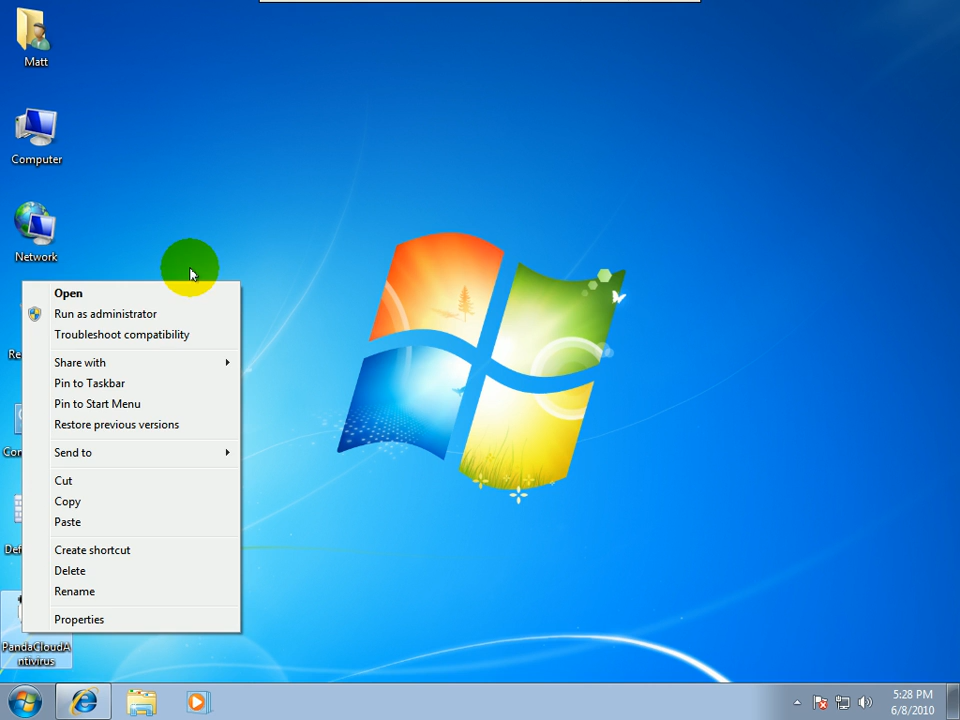 Matt
Computer
Network
Open
Run as administrator
Troubleshoot compatibility
Share with
Pin to Taskbar
Pin to Start Menu
Restore previous versions
Send to
Cut
Copy
Paste
Create shortcut
Delete
Rename
Properties
Re
Con
Def
PandaCloudA
ntivirus
5:28 PM
6/8/2010